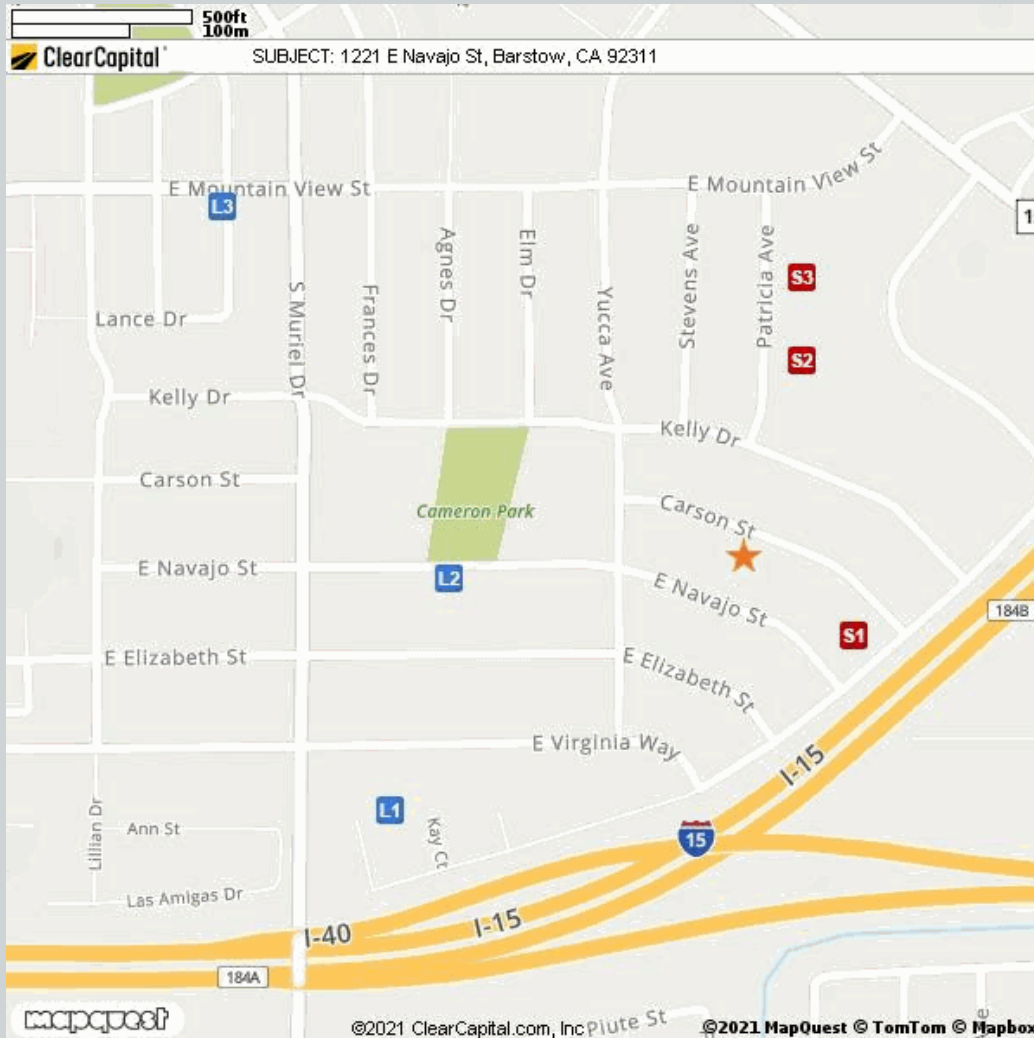 500ft
100m
ClearCapital
SUBJECT: 1221 E Navajo St, Barstow, CA 92311
E Mountain View St
E Mountain View St
L3
Agnes Dr
Elm Dr
Stevens Ave
Patricia Ave
S3
Lance Dr
S Muriel Dr
Frances Dr
Yucca Ave
S2
Kelly Dr
Kelly Dr
Carson St
Cameron Park
Carson St
E Navajo St
L2
E Navajo St
184B
S1
E Elizabeth St
E Elizabeth St
E Virginia Way
I-15
L1
Lillian Dr
Ann St
Kay Ct
15
Las Amigas Dr
I-40
I-15
184A
mapquest
©2021 ClearCapital.com, Inc
Piute St
©2021 MapQuest © TomTom © Mapbox